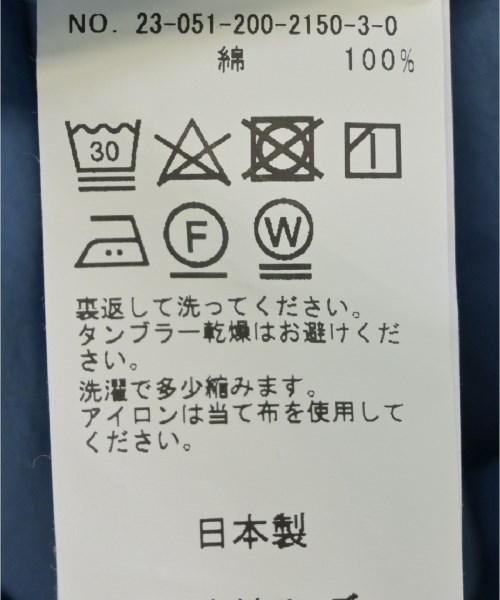 NO. 23-051-200-2150-3-0
綿 100%
30
F W
裏返して洗ってください。
タンブラー乾燥はお避けくだ
さい。
洗濯で多少縮みます。
アイロンは当て布を使用して
ください。
日本製